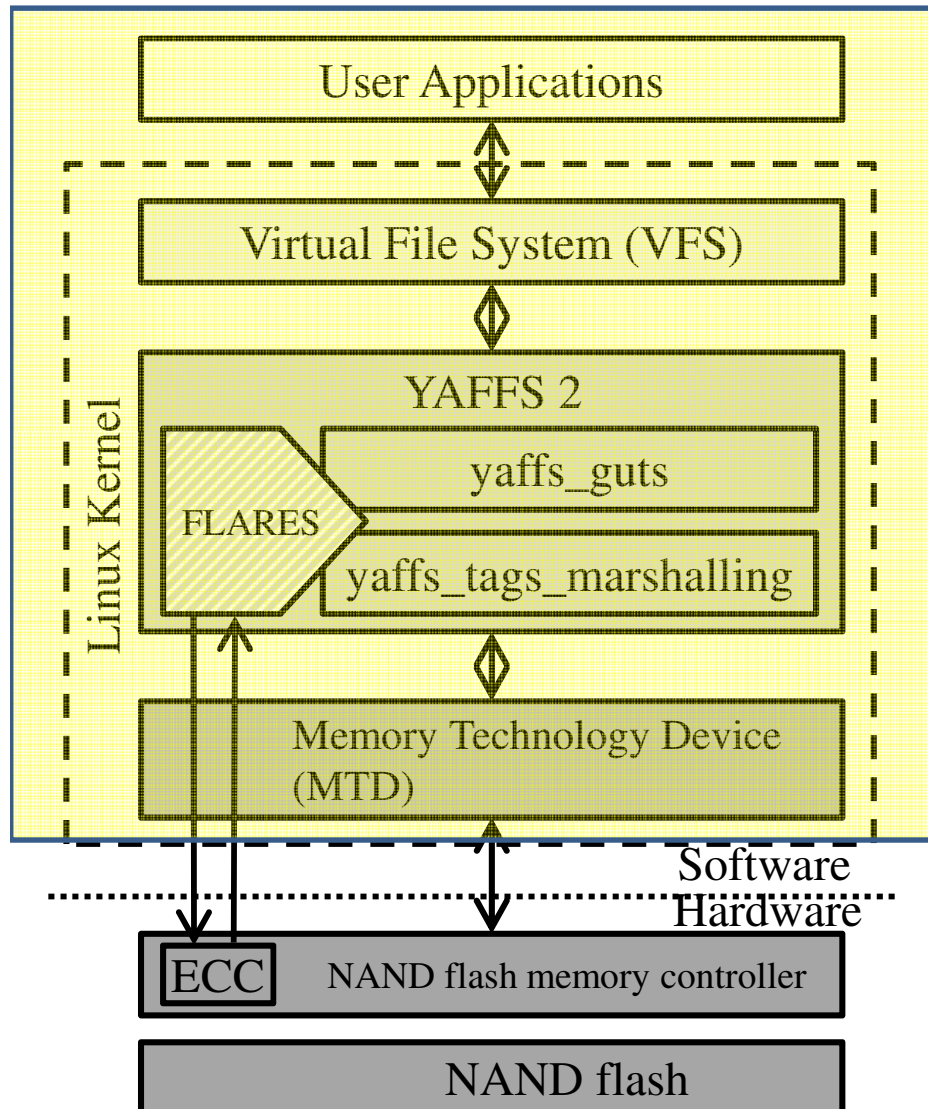 User Applications
Virtual File System (VFS)
YAFFS 2
yaffs_guts
FLARES
yaffs_tags_marshalling
Linux Kernel
Memory Technology Device
(MTD)
Software
Hardware
ECC
NAND flash memory controller
NAND flash